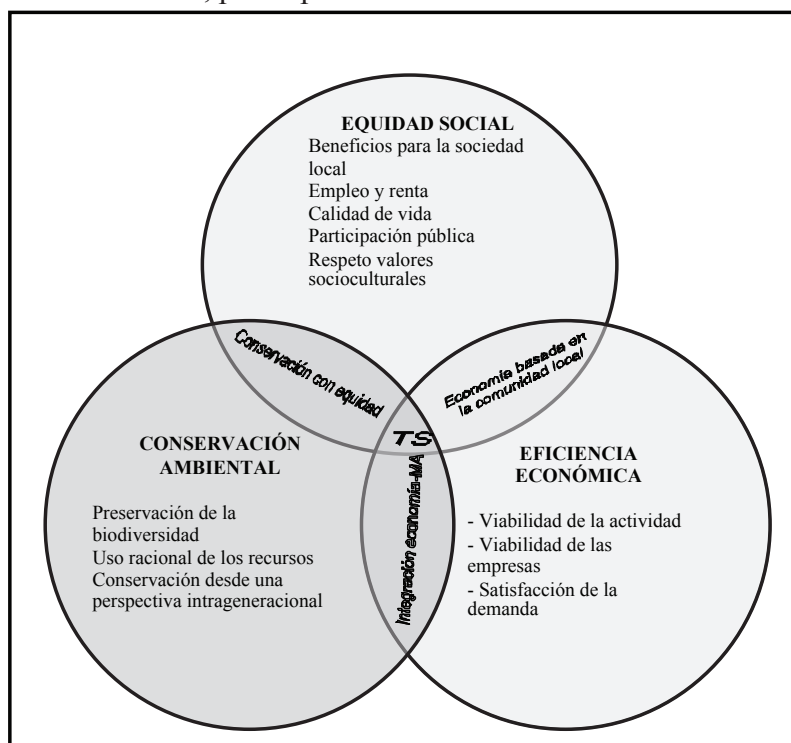 EQUIDAD SOCIAL
Beneficios para la sociedad
local
Empleo y renta
Calidad de vida
Participación pública
Respeto valores
socioculturales
Conservación con equidad
Economía basada en
la comunidad local
TS
Integración economía-MA
CONSERVACIÓN
AMBIENTAL
Preservación de la
biodiversidad
Uso racional de los recursos
Conservación desde una
perspectiva intrageneracional
EFICIENCIA
ECONÓMICA
- Viabilidad de la actividad
- Viabilidad de las
empresas
- Satisfacción de la
demanda